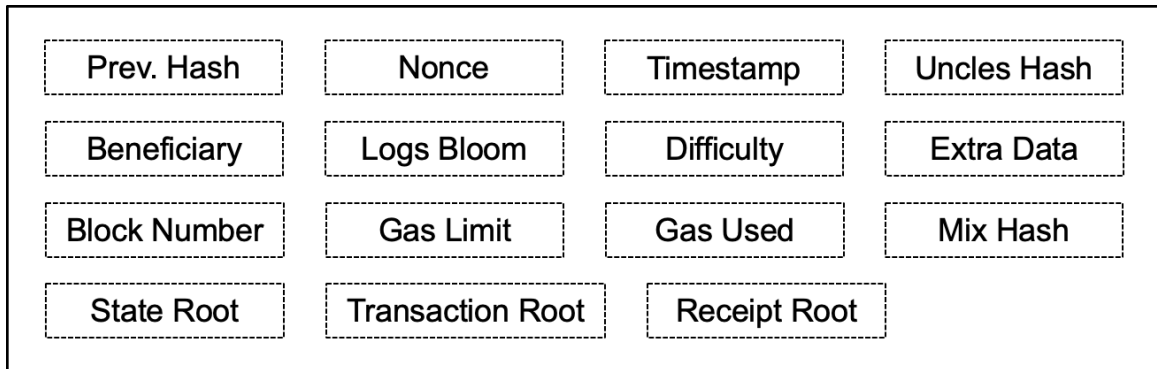 Prev. Hash Nonce Timestamp Uncles Hash
Beneficiary Logs Bloom Difficulty Extra Data
Block Number Gas Limit Gas Used Mix Hash
State Root Transaction Root Receipt Root